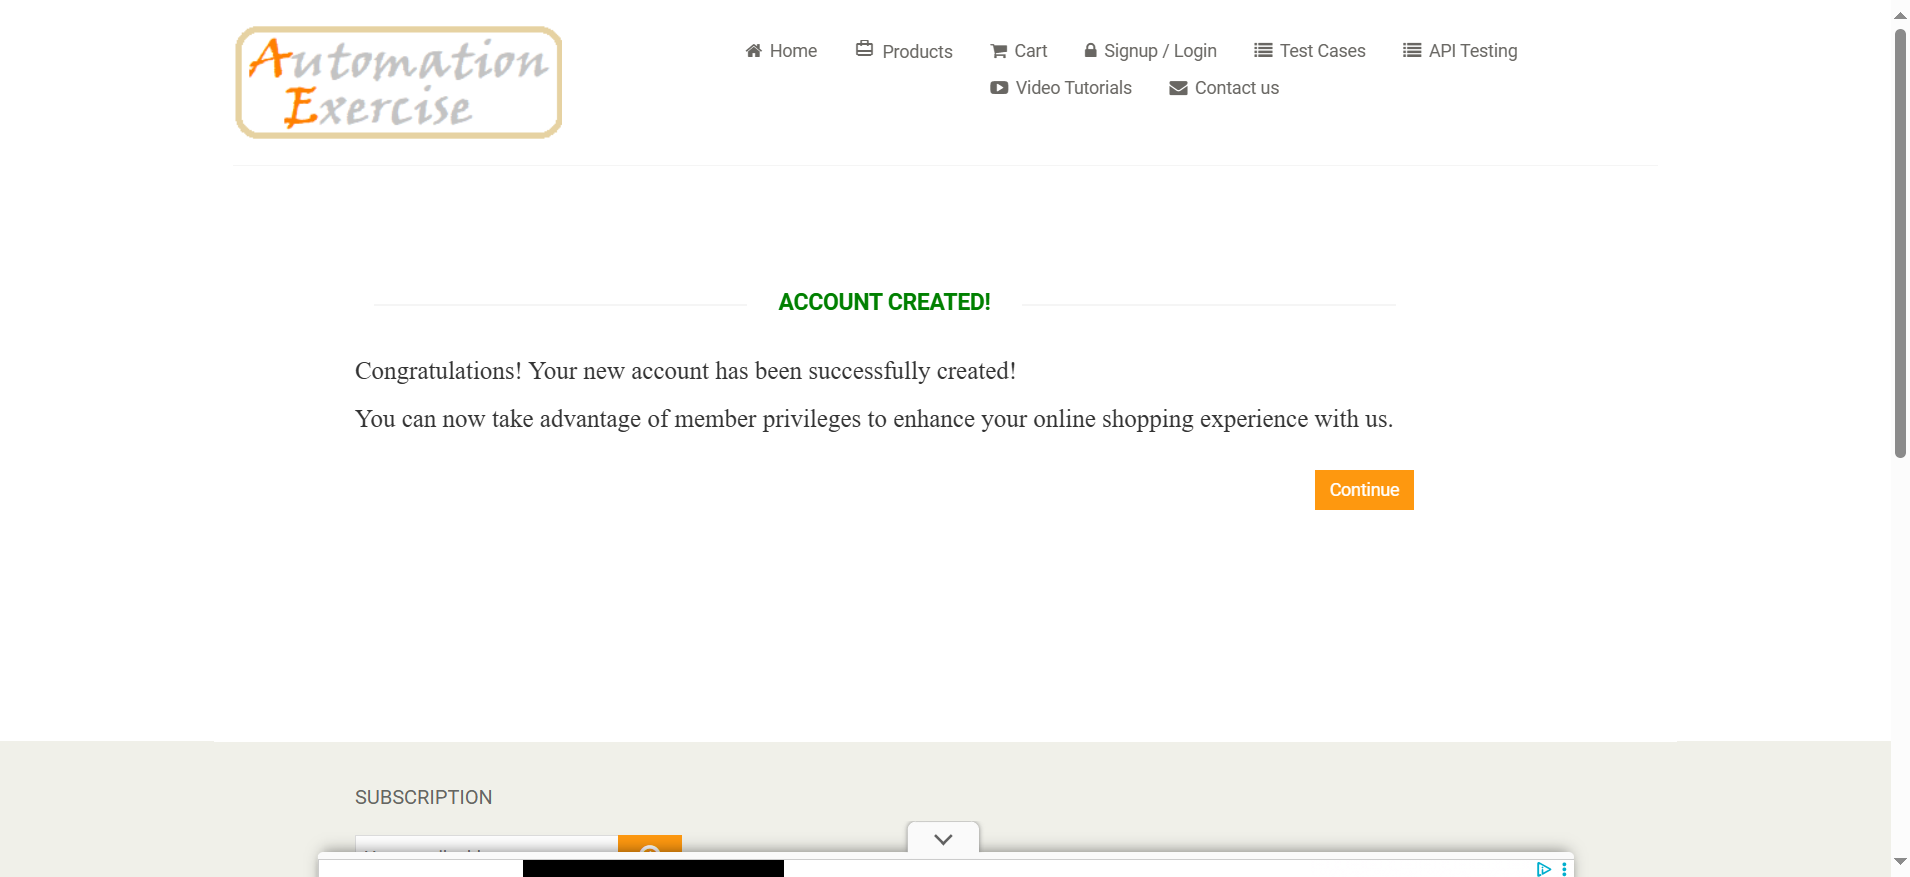 Automation
Exercise
Home
Products
Cart
Signup / Login
Test Cases
API Testing
Video Tutorials
Contact us
ACCOUNT CREATED!
Congratulations! Your new account has been successfully created!
You can now take advantage of member privileges to enhance your online shopping experience with us.
Continue
SUBSCRIPTION